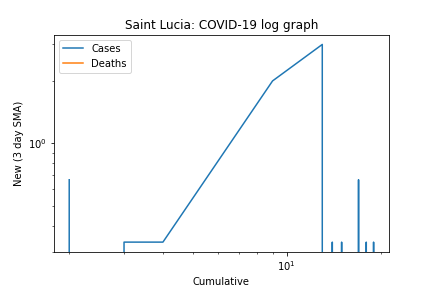 Saint Lucia: COVID-19 log graph
Cases
Deaths
New (3 day SMA)
10⁰
10¹
Cumulative